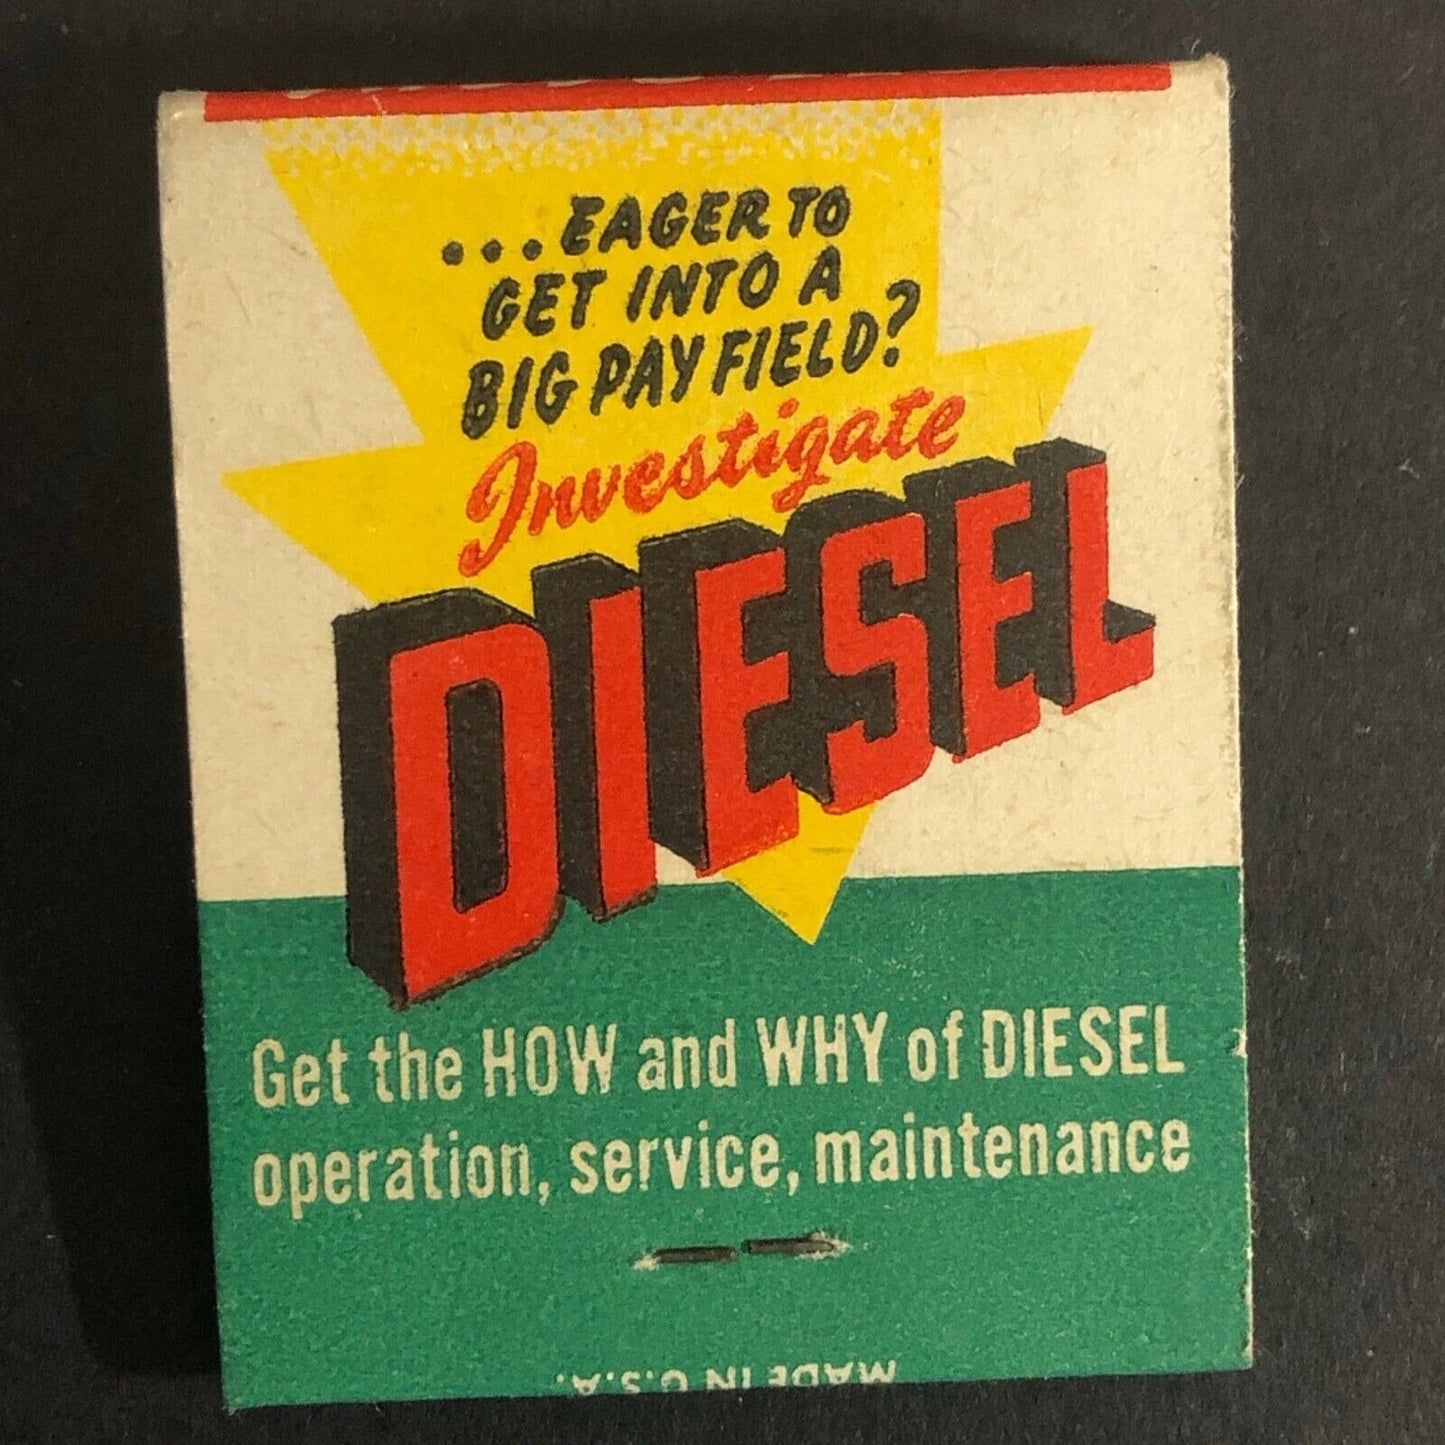 ...EAGER TO
GET INTO A
BIG PAY FIELD?
Investigate
DIESEL
Get the HOW and WHY of DIESEL
operation, service, maintenance
MADE IN U.S.A.